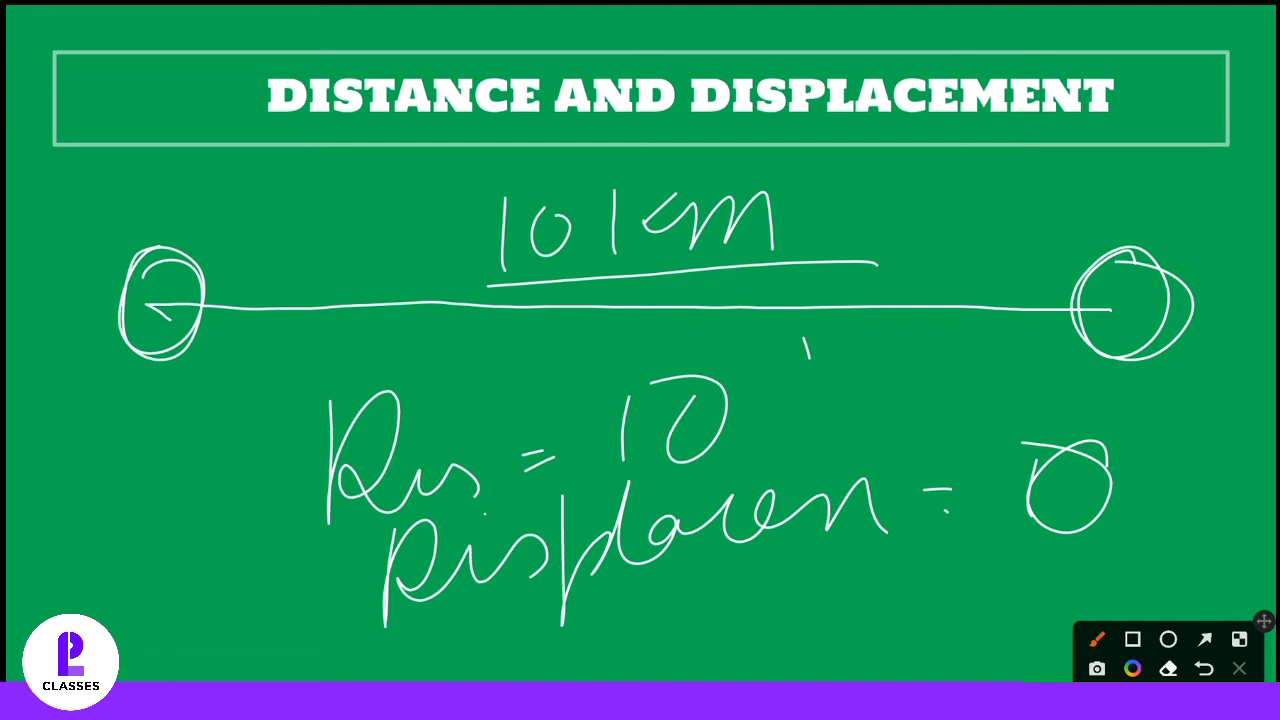 DISTANCE AND DISPLACEMENT
10 km
Dis = 10
Displacen = 0
CLASSES